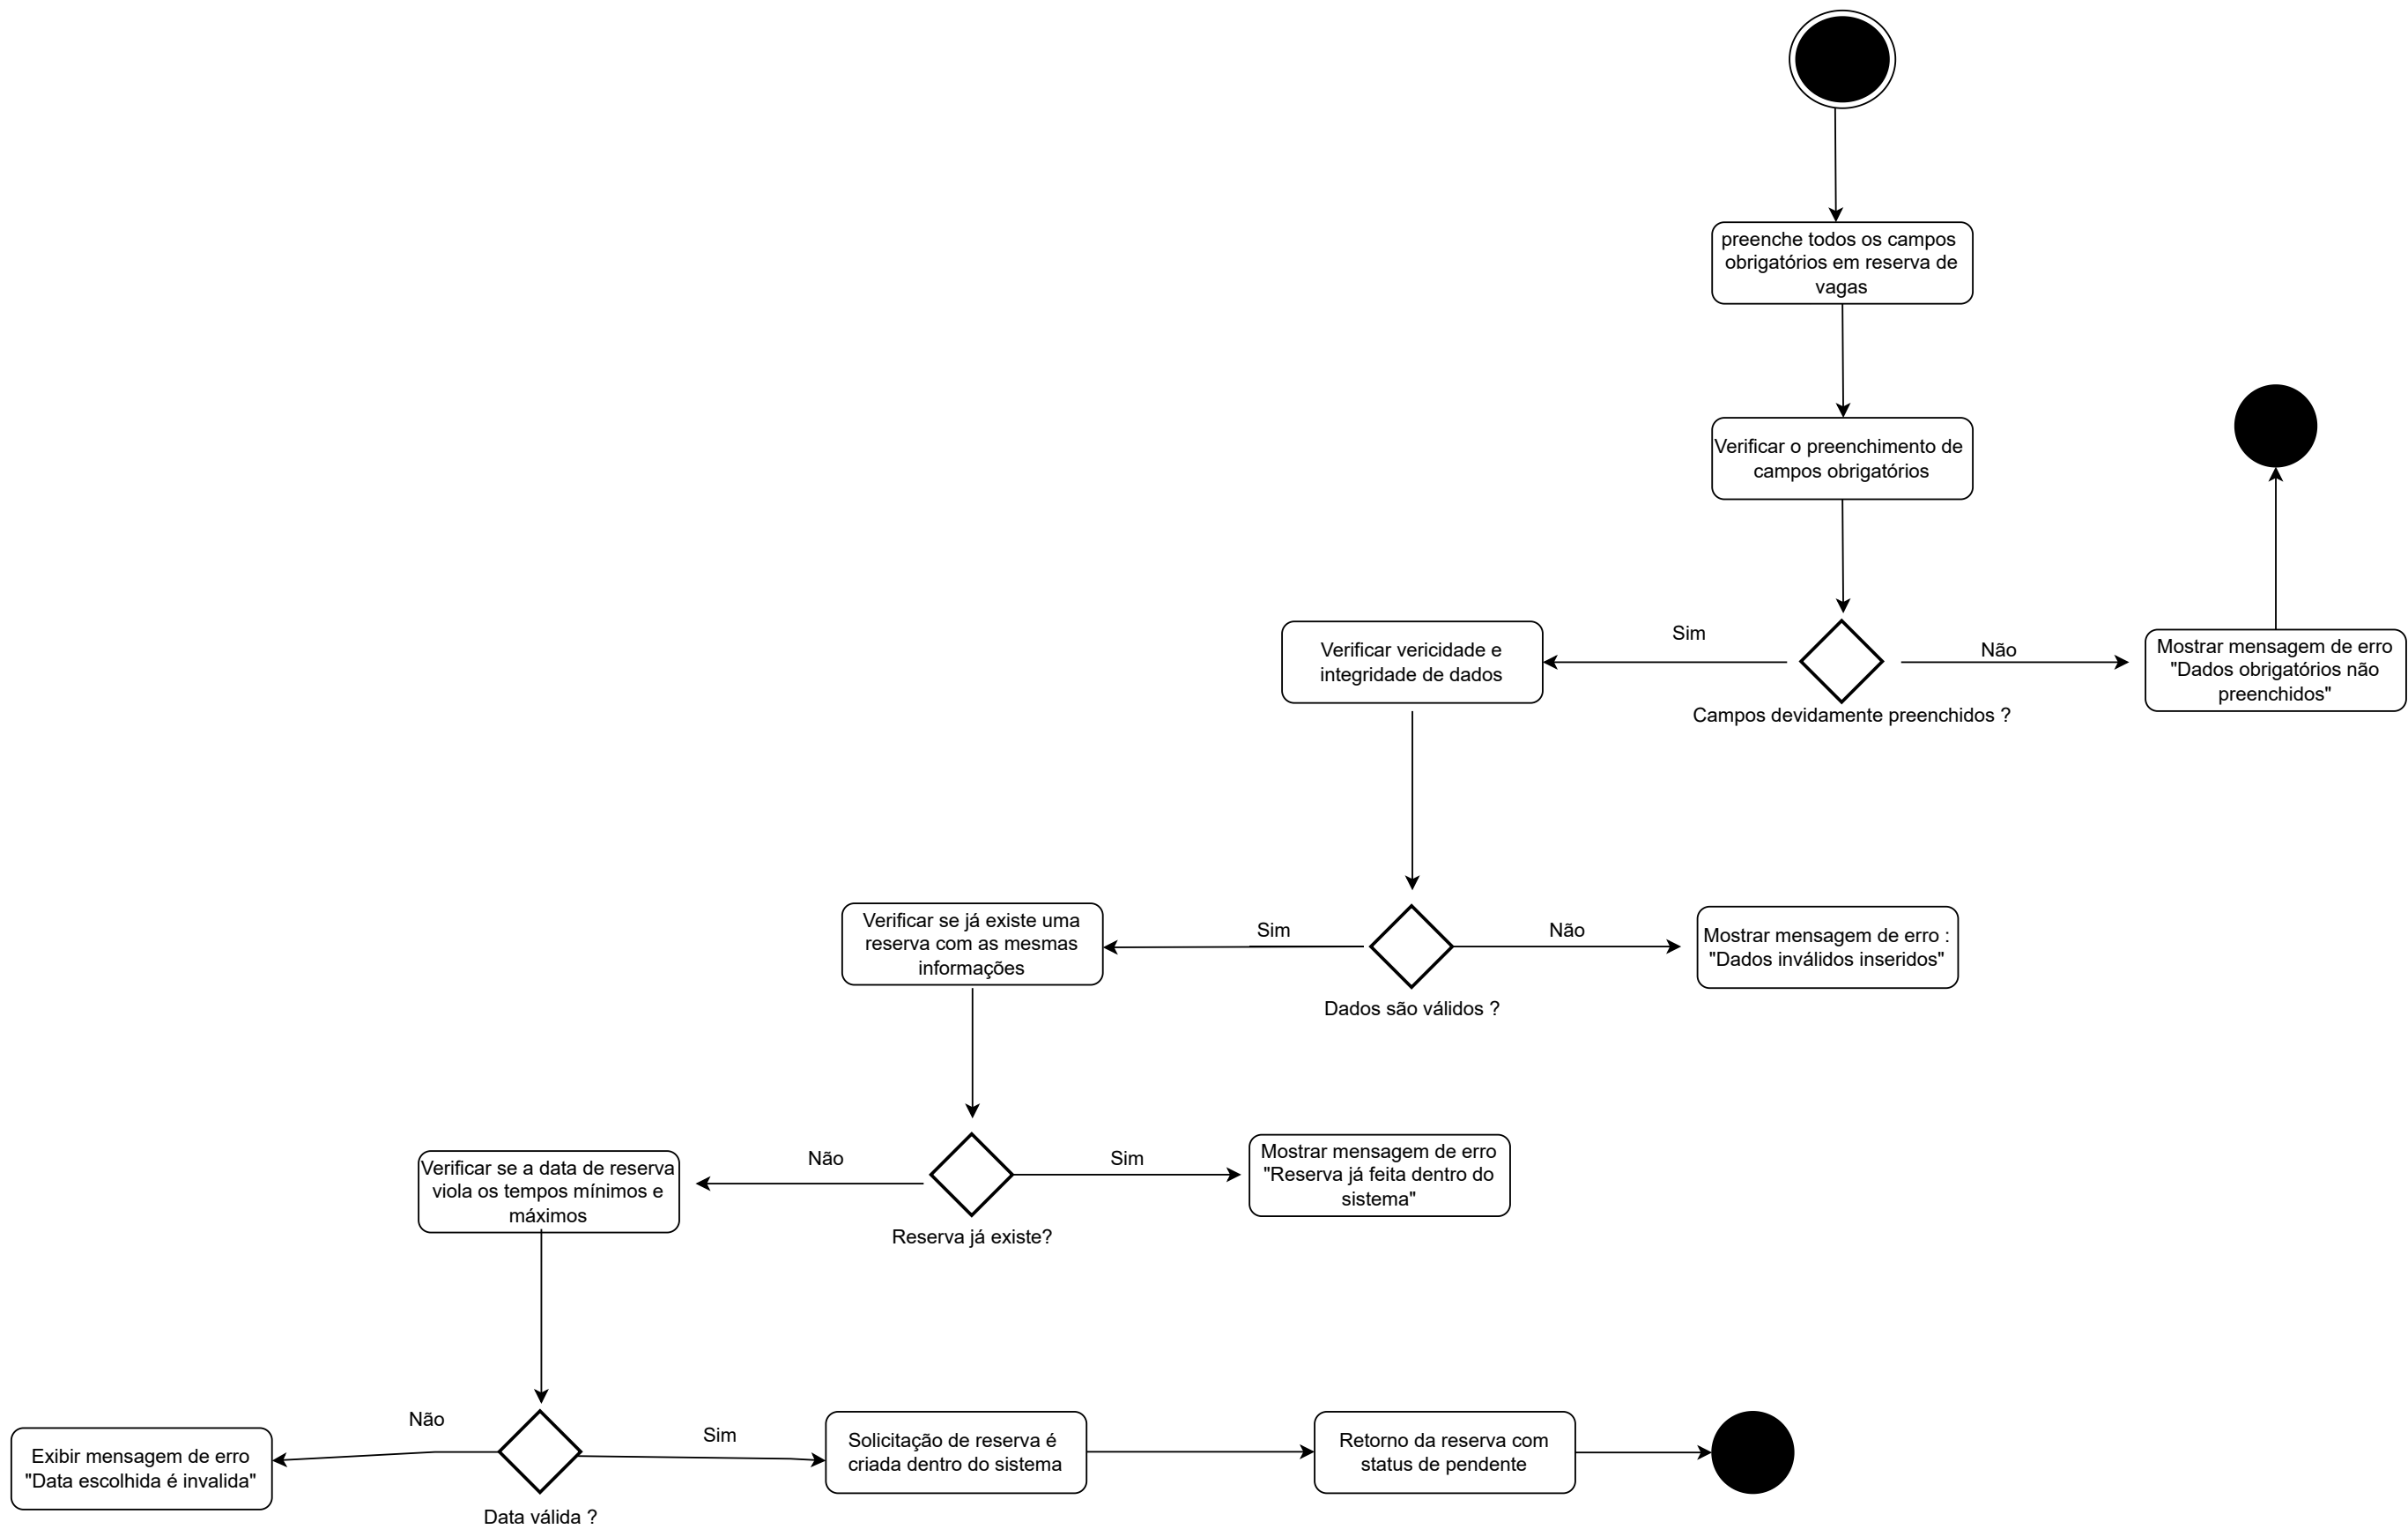 preenche todos os campos
obrigatórios em reserva de
vagas
Verificar o preenchimento de
campos obrigatórios
Sim
Não
Verificar vericidade e
integridade de dados
Mostrar mensagem de erro
"Dados obrigatórios não
preenchidos"
Campos devidamente preenchidos ?
Verificar se já existe uma
reserva com as mesmas
informações
Sim
Não
Mostrar mensagem de erro :
"Dados inválidos inseridos"
Dados são válidos ?
Verificar se a data de reserva
viola os tempos mínimos e
máximos
Não
Sim
Mostrar mensagem de erro
"Reserva já feita dentro do
sistema"
Reserva já existe?
Exibir mensagem de erro
"Data escolhida é invalida"
Não
Sim
Solicitação de reserva é
criada dentro do sistema
Retorno da reserva com
status de pendente
Data válida ?